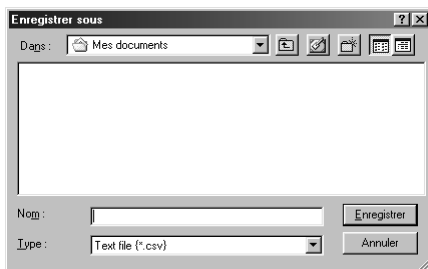 Enregistrer sous
Dans : Mes documents
Nom :
Enregistrer
Type : Text file (*.csv)
Annuler